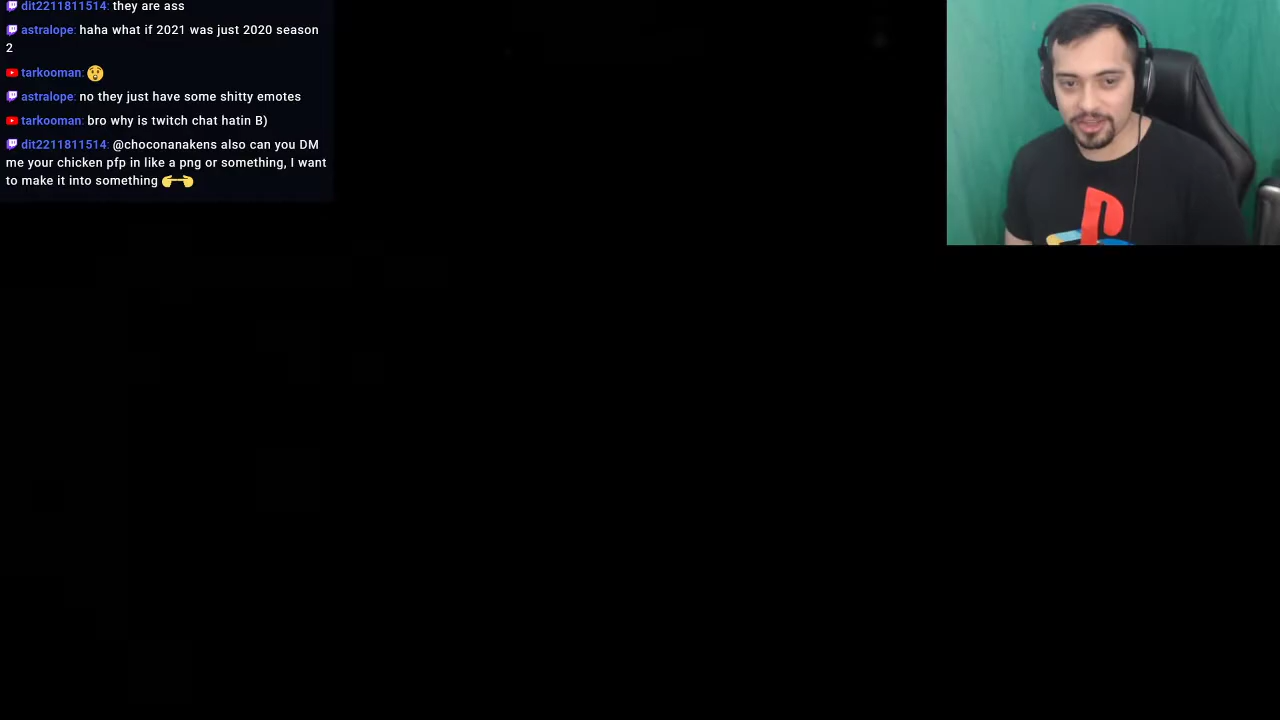 dit2211811514: they are ass
astralope: haha what if 2021 was just 2020 season
2
tarkooman: 😲
astralope: no they just have some shitty emotes
tarkooman: bro why is twitch chat hatin B)
dit2211811514: @choconanakens also can you DM
me your chicken pfp in like a png or something, I want
to make it into something 👉👈